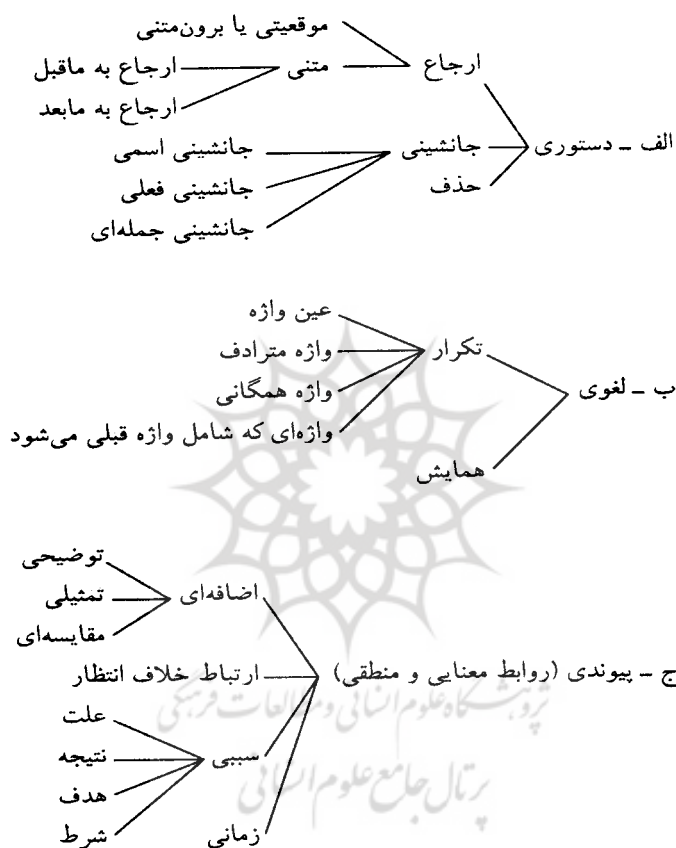 موقعیتی یا برون‌متنی
ارجاع متنی ارجاع به ماقبل
ارجاع به مابعد
الف ـ دستوری جانشینی جانشینی اسمی
حذف جانشینی فعلی
جانشینی جمله‌ای
عین واژه
تکرار واژه مترادف
ب ـ لغوی واژه همگانی
واژه‌ای که شامل واژه قبلی می‌شود
همایش
توضیحی
اضافه‌ای تمثیلی
مقایسه‌ای
ج ـ پیوندی (روابط معنایی و منطقی) ارتباط خلاف انتظار
پژوهشگاه علوم انسانی و مطالعات فرهنگی
علت
سببی نتیجه
پرتال جامع علوم انسانی
هدف
زمانی شرط